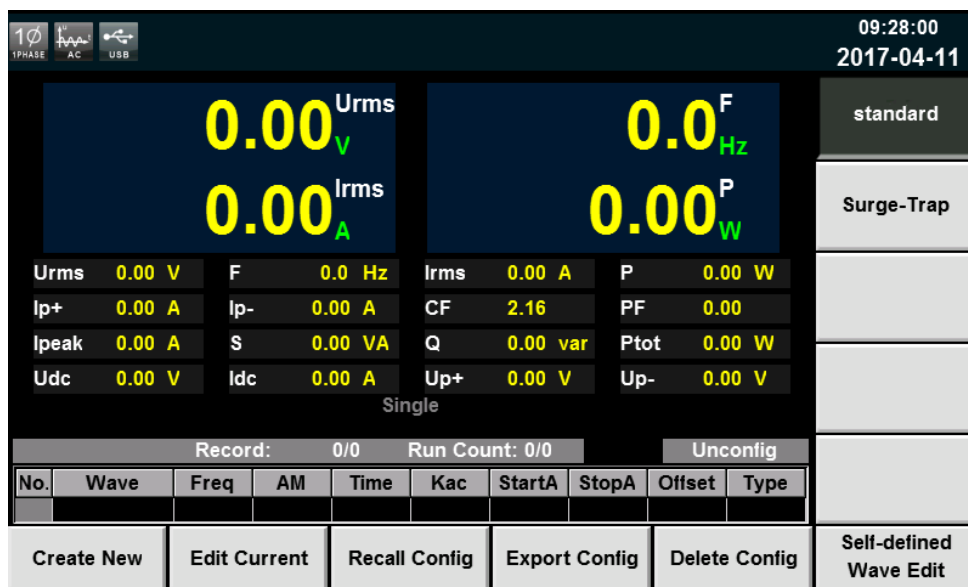 1Ø
1PHASE
U
AC
USB
09:28:00
2017-04-11
0.00 Urms V
0.0 F Hz
0.00 Irms A
0.00 P W
standard
Surge-Trap
Urms 0.00 V F 0.0 Hz Irms 0.00 A P 0.00 W
Ip+ 0.00 A Ip- 0.00 A CF 2.16 PF 0.00
Ipeak 0.00 A S 0.00 VA Q 0.00 var Ptot 0.00 W
Udc 0.00 V Idc 0.00 A Up+ 0.00 V Up- 0.00 V
Single
Record: 0/0 Run Count: 0/0 Unconfig
No. Wave Freq AM Time Kac StartA StopA Offset Type
Create New Edit Current Recall Config Export Config Delete Config
Self-defined
Wave Edit